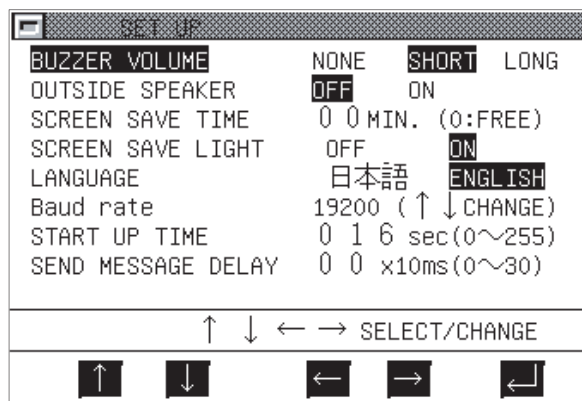 SET UP
BUZZER VOLUME NONE SHORT LONG
OUTSIDE SPEAKER OFF ON
SCREEN SAVE TIME 0 0 MIN. (0:FREE)
SCREEN SAVE LIGHT OFF ON
LANGUAGE 日本語 ENGLISH
Baud rate 19200 (↑↓CHANGE)
START UP TIME 0 1 6 sec(0～255)
SEND MESSAGE DELAY 0 0 x10ms(0～30)
↑ ↓ ← → SELECT/CHANGE
↑ ↓ ← → ↵